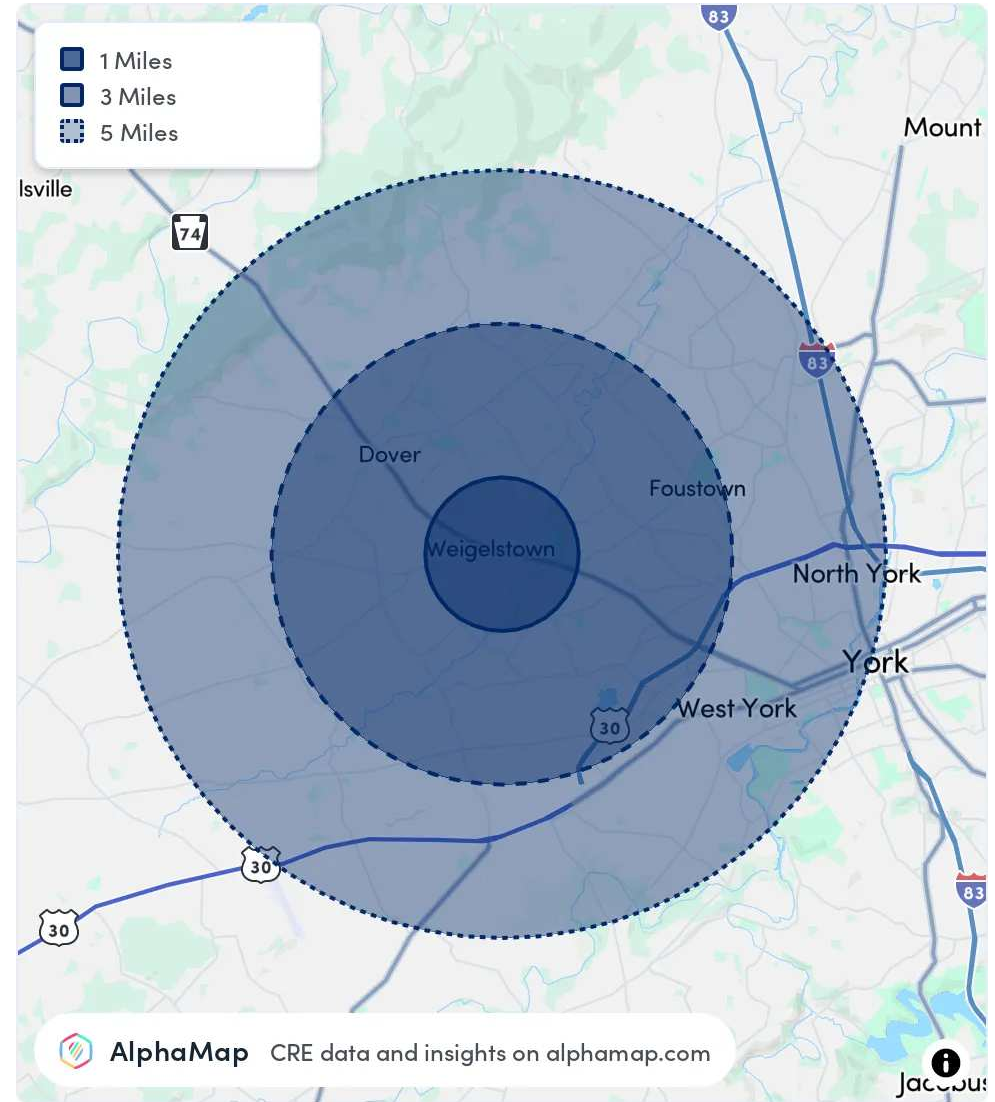 83
1 Miles
3 Miles
5 Miles
Mount
lsville
74
83
Dover
Foustown
Weigelstown
North York
York
West York
30
30
83
30
AlphaMap
CRE data and insights on alphamap.com
Jacobus